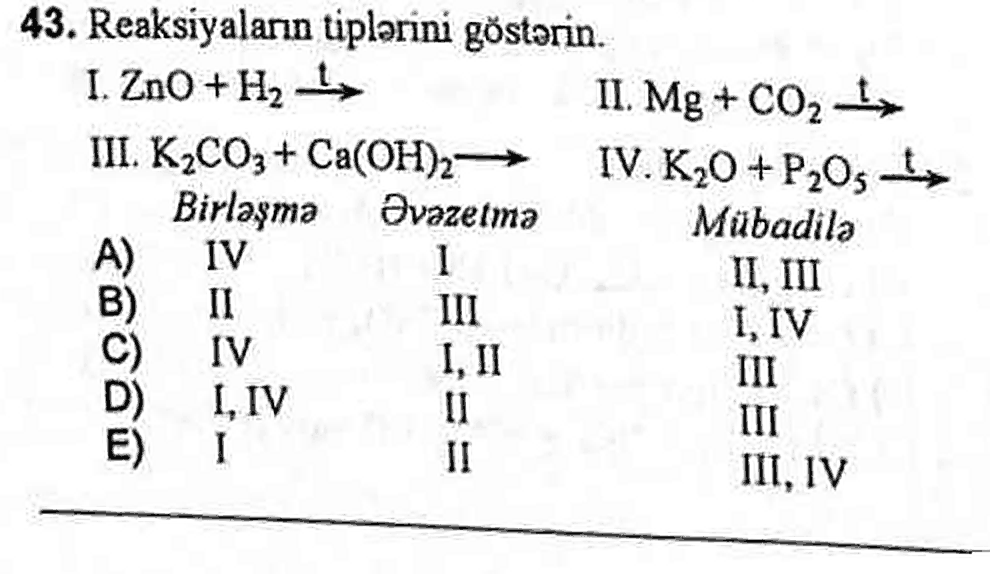 43. Reaksiyaların tiplərini göstərin.
I. ZnO + H₂ —t→ II. Mg + CO₂ —t→
III. K₂CO₃ + Ca(OH)₂ ⟶ IV. K₂O + P₂O₅ —t→
Birləşmə Əvəzetmə Mübadilə
A) IV I II, III
B) II III I, IV
C) IV I, II III
D) I, IV II III
E) I II III, IV